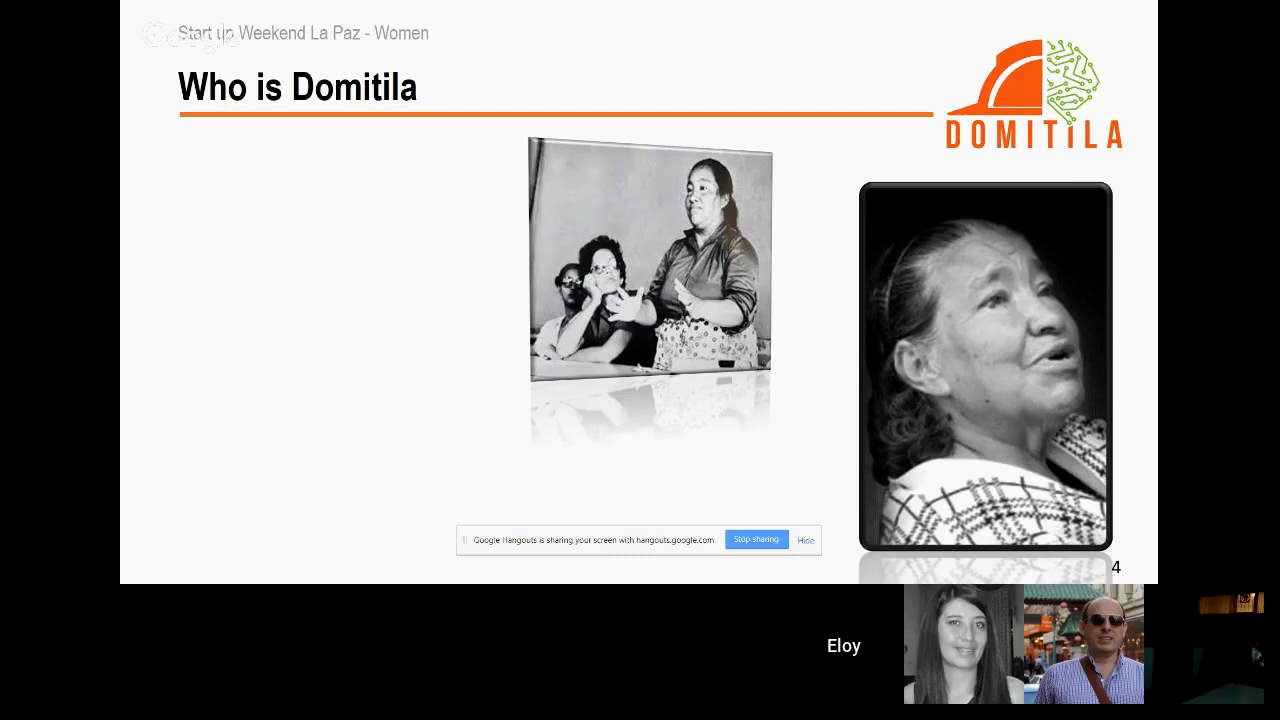 Start up Weekend La Paz - Women
Google
Who is Domitila
DOMITiLA
Google Hangouts is sharing your screen with hangouts.google.com.
Stop sharing
Hide
4
Eloy